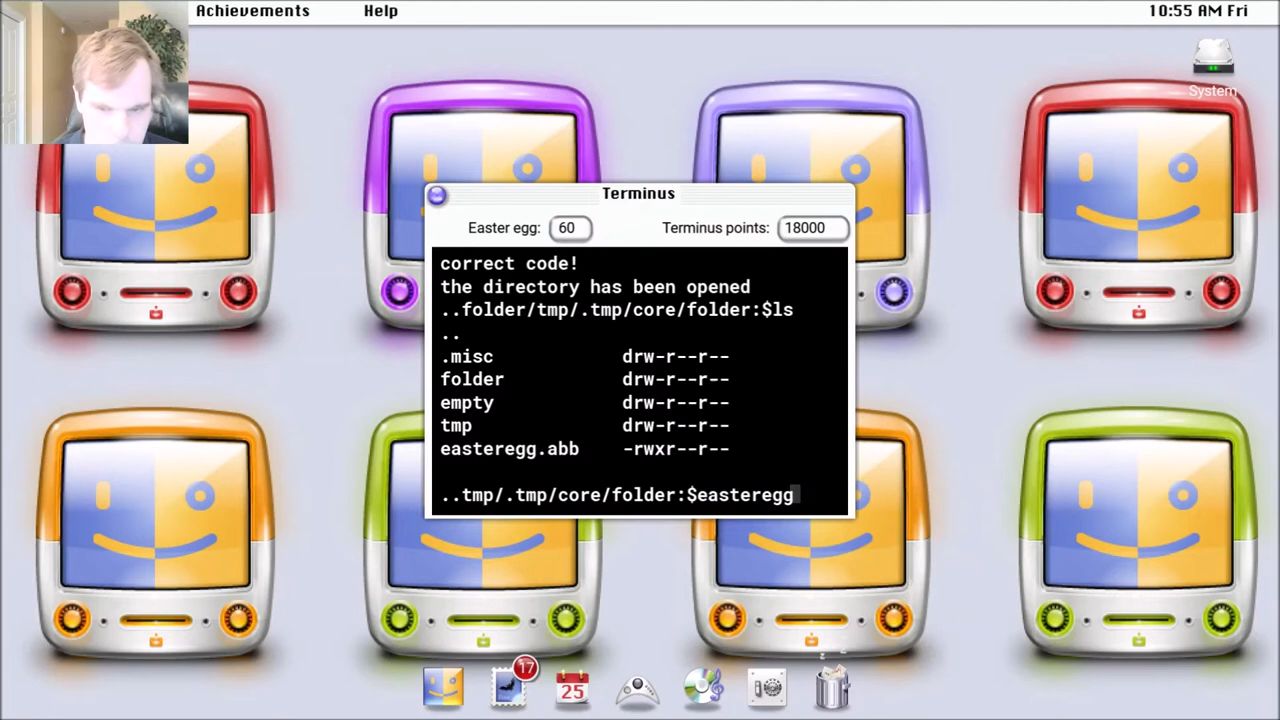 Achievements Help 10:55 AM Fri
System
Terminus
Easter egg: 60 Terminus points: 18000
correct code!
the directory has been opened
..folder/tmp/.tmp/core/folder:$ls
..
.misc drw-r--r--
folder drw-r--r--
empty drw-r--r--
tmp drw-r--r--
easteregg.abb -rwxr--r--
..tmp/.tmp/core/folder:$easteregg
17
25